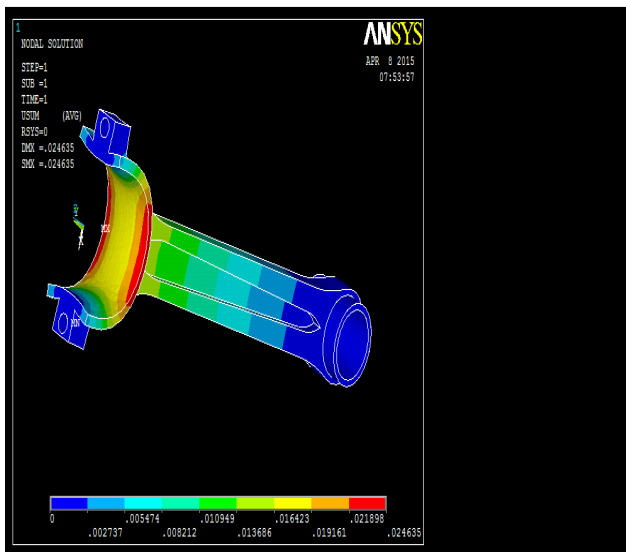 1
ANSYS
NODAL SOLUTION
APR 8 2015
07:53:57
STEP=1
SUB =1
TIME=1
USUM (AVG)
RSYS=0
DMX =.024635
SMX =.024635
Y
MX
X
MN
0 .005474 .010949 .016423 .021898
.002737 .008212 .013686 .019161 .024635